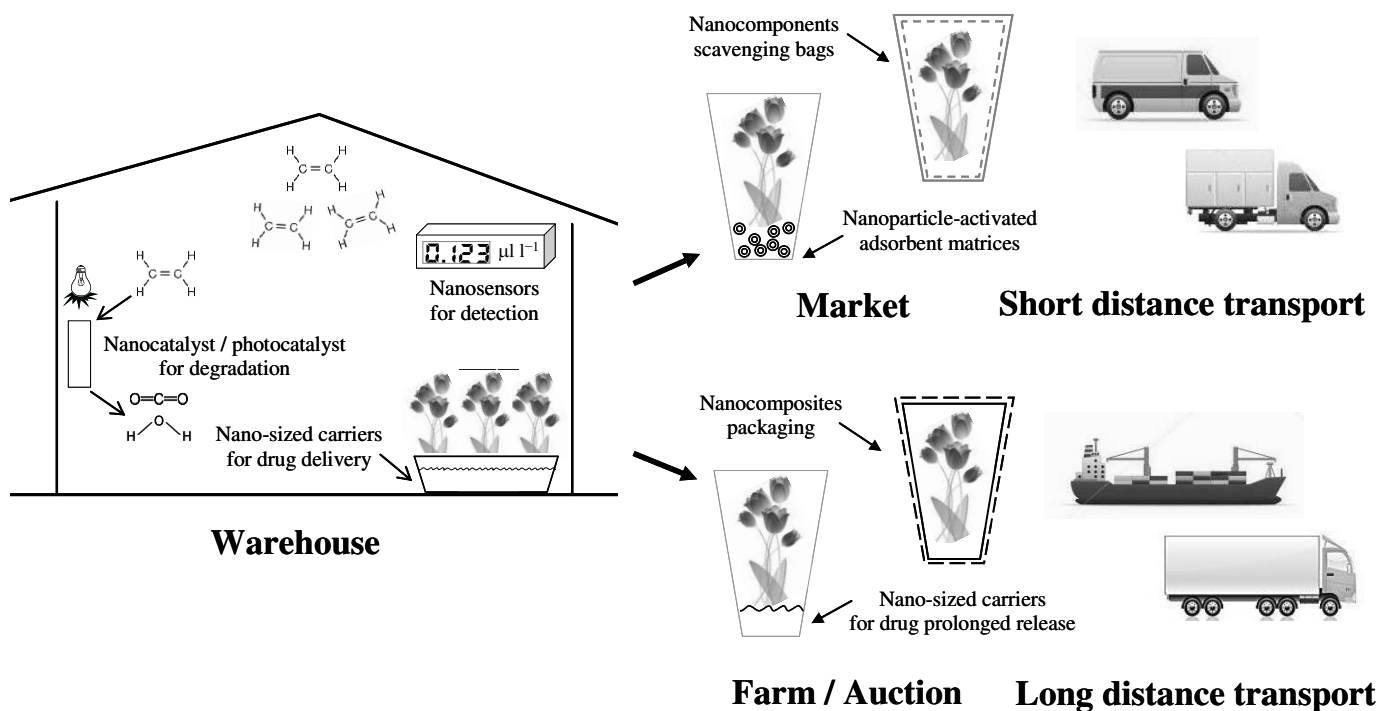 Nanocomponents
scavenging bags
H H
C=C
H H
H H
C=C
H H
H H
C=C
H H
0.123 µl l⁻¹
Nanosensors
for detection
H H
C=C
H H
Nanocatalyst / photocatalyst
for degradation
O=C=O
O
H H
Nano-sized carriers
for drug delivery
Warehouse
Nanoparticle-activated
adsorbent matrices
Market
Short distance transport
Nanocomposites
packaging
Nano-sized carriers
for drug prolonged release
Farm / Auction
Long distance transport